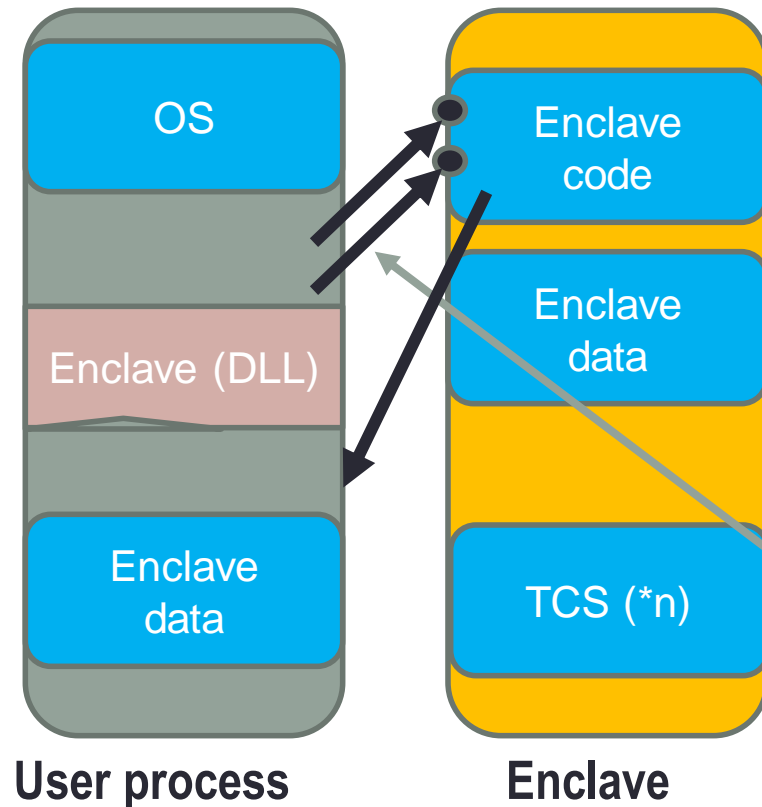 OS
Enclave (DLL)
Enclave
data
User process
Enclave
code
Enclave
data
TCS (*n)
Enclave